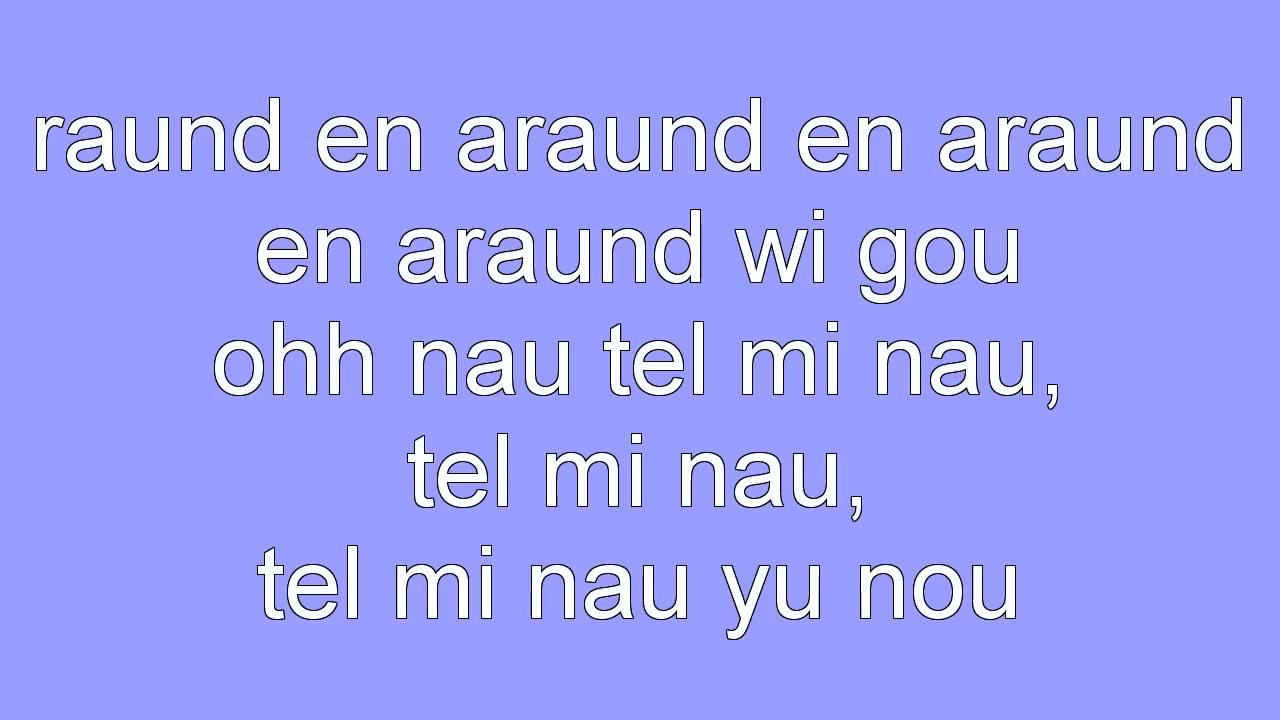 raund en araund en araund
en araund wi gou
ohh nau tel mi nau,
tel mi nau,
tel mi nau yu nou